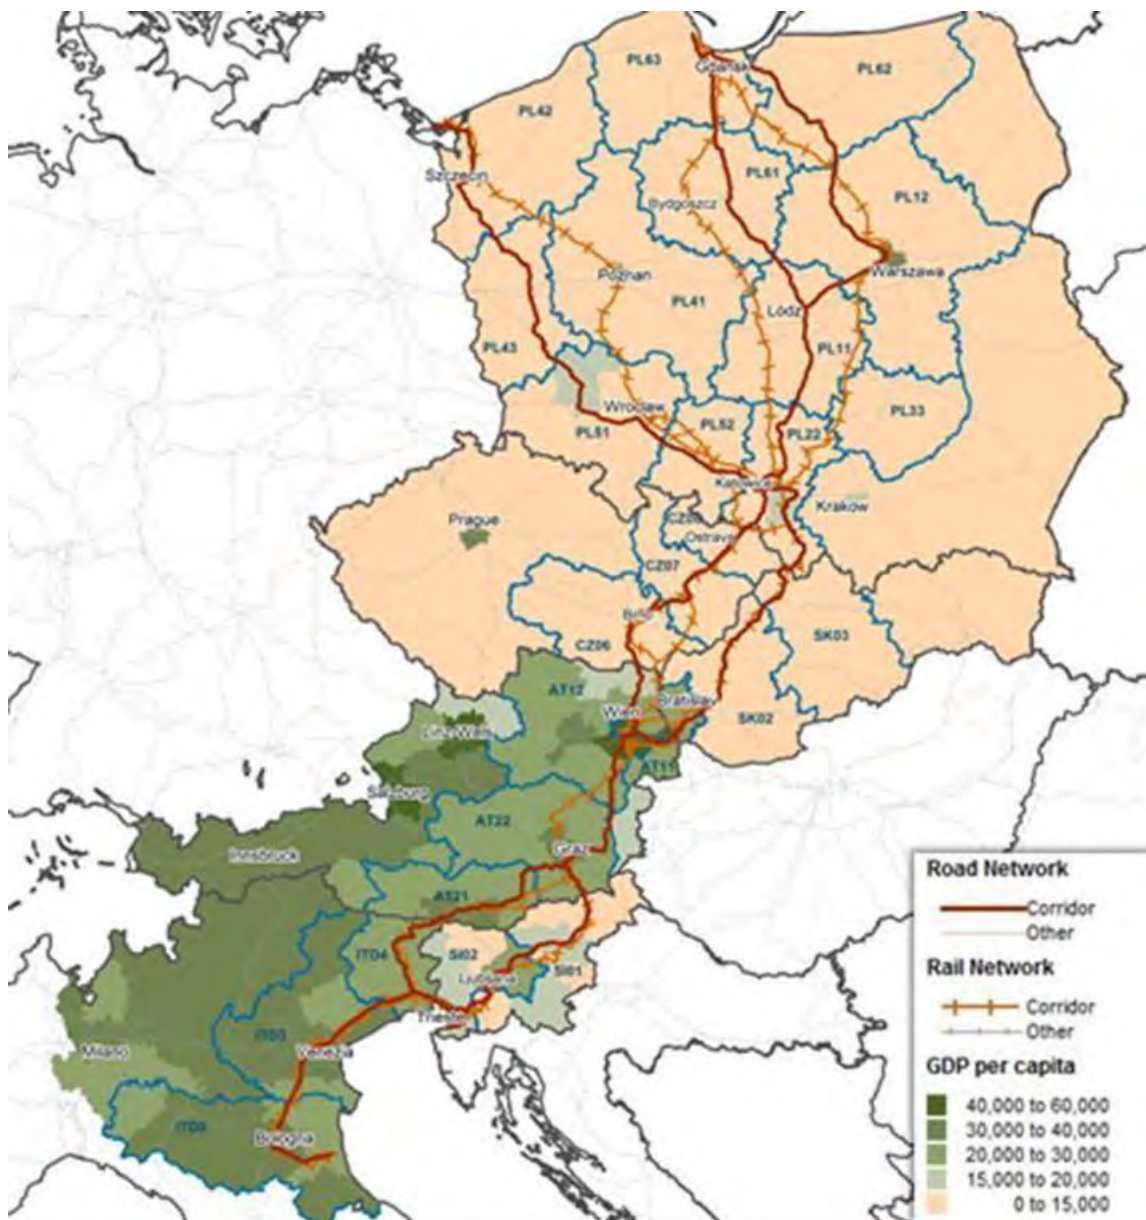 PL63
Gdańsk
PL62
PL42
Szczecin
PL61
Bydgoszcz
PL12
Warszawa
Poznan
PL41
Łódź
PL43
PL11
Wrocław
PL33
PL51
PL52
PL22
Katowice
Kraków
Prague
Ostrava
CZ07
Brno
SK03
CZ06
AT12
Bratislav
Wien
SK02
Linz-Wels
AT11
Salzburg
AT22
Graz
Innsbruck
AT21
ITD4
SI02
SI01
Ljubljana
Trieste
Milano
Venezia
Bologna
Road Network
Corridor
Other
Rail Network
Corridor
Other
GDP per capita
40,000 to 60,000
30,000 to 40,000
20,000 to 30,000
15,000 to 20,000
0 to 15,000